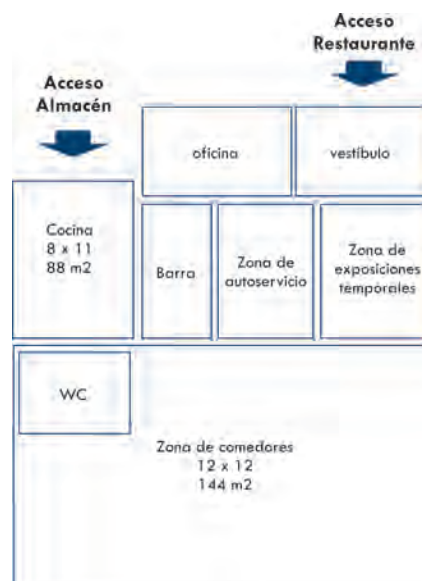 Acceso
Restaurante
Acceso
Almacén
oficina
vestíbulo
Cocina
8 x 11
88 m2
Barra
Zona de
autoservicio
Zona de
exposiciones
temporales
WC
Zona de comedores
12 x 12
144 m2